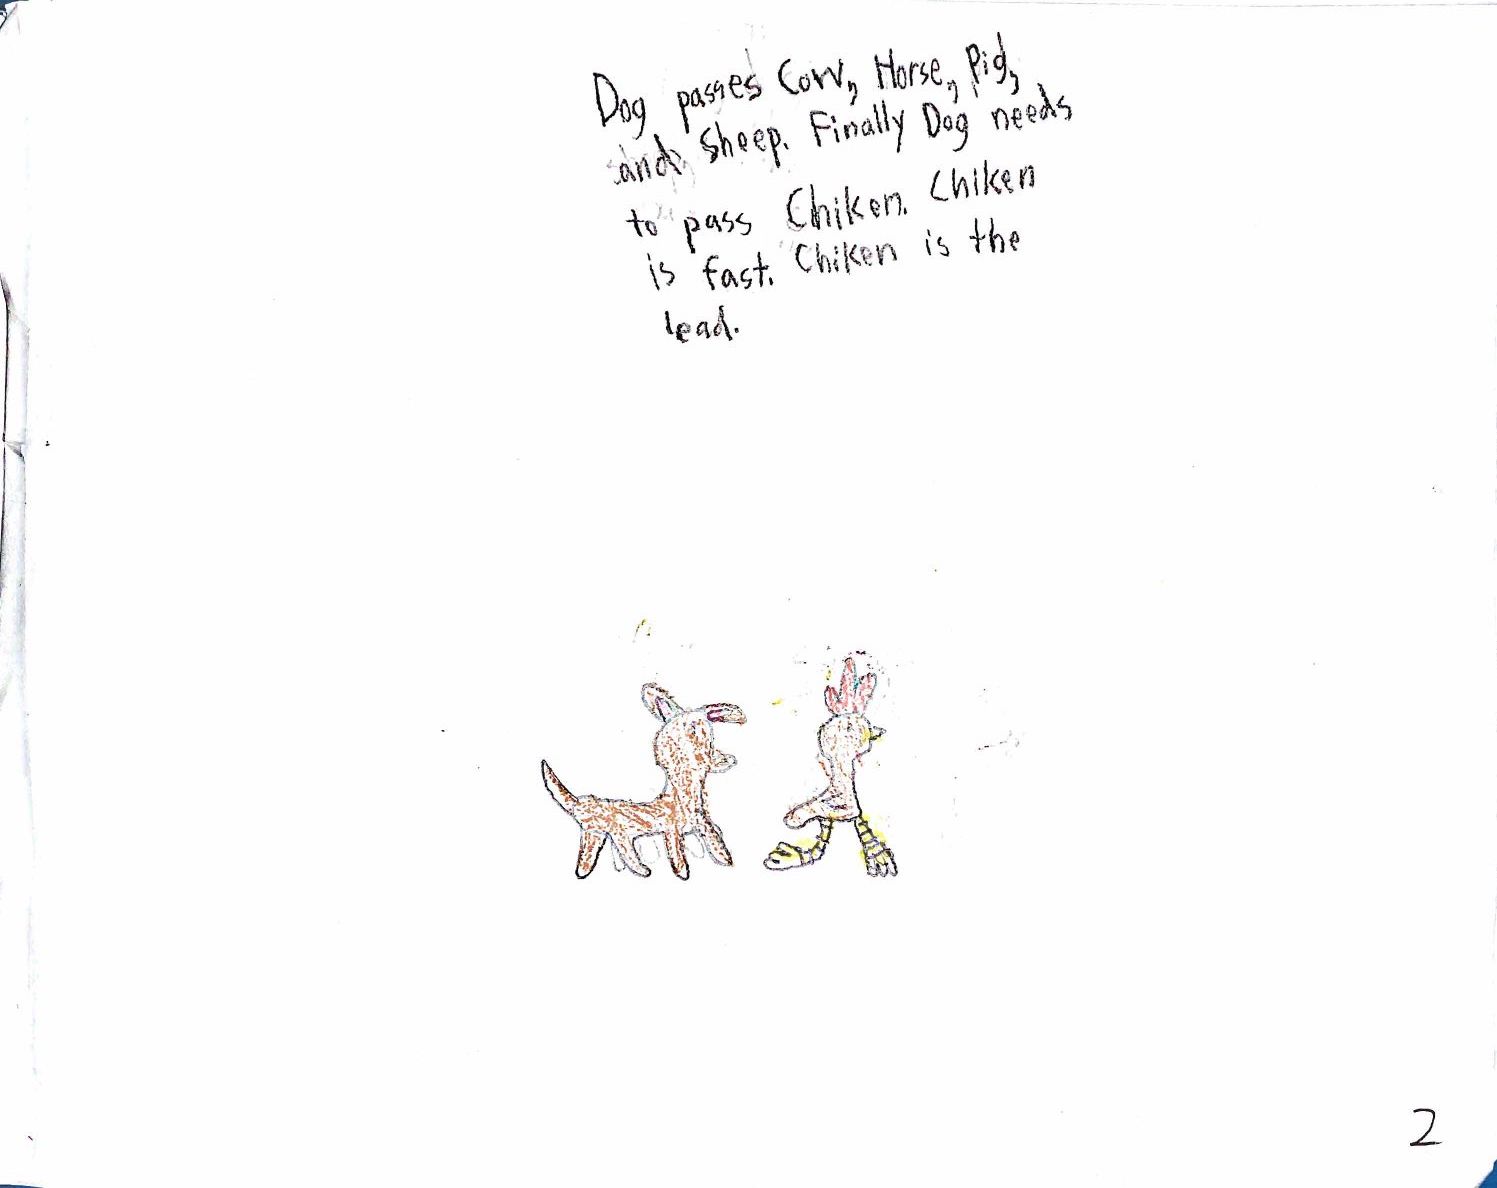 Dog passes Cow, Horse, Pig,
and Sheep. Finally Dog needs
to pass Chiken. Chiken
is fast. Chiken is the
lead.
2